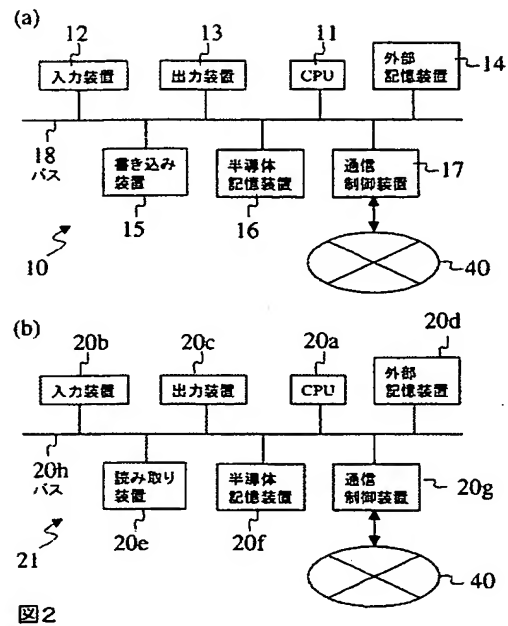 (a)
12 13 11
入力装置 出力装置 CPU 外部
記憶装置 14
18
バス
書き込み
装置
15
半導体
記憶装置
16
通信
制御装置
17
10
40
(b)
20b 20c 20a 20d
入力装置 出力装置 CPU 外部
記憶装置
20h
バス
読み取り
装置
20e
半導体
記憶装置
20f
通信
制御装置
20g
21
40
図2